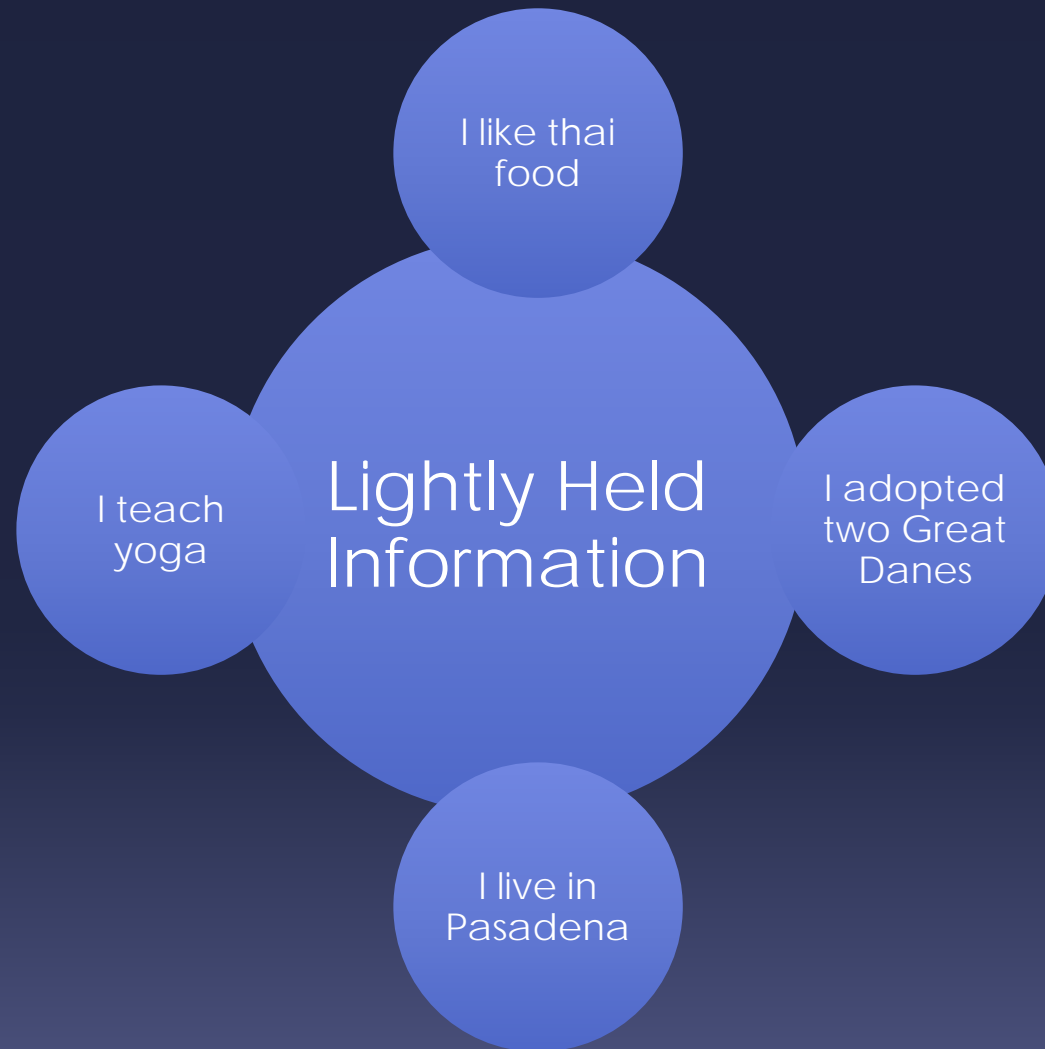 I like thai
food
I teach
yoga
Lightly Held
Information
I adopted
two Great
Danes
I live in
Pasadena